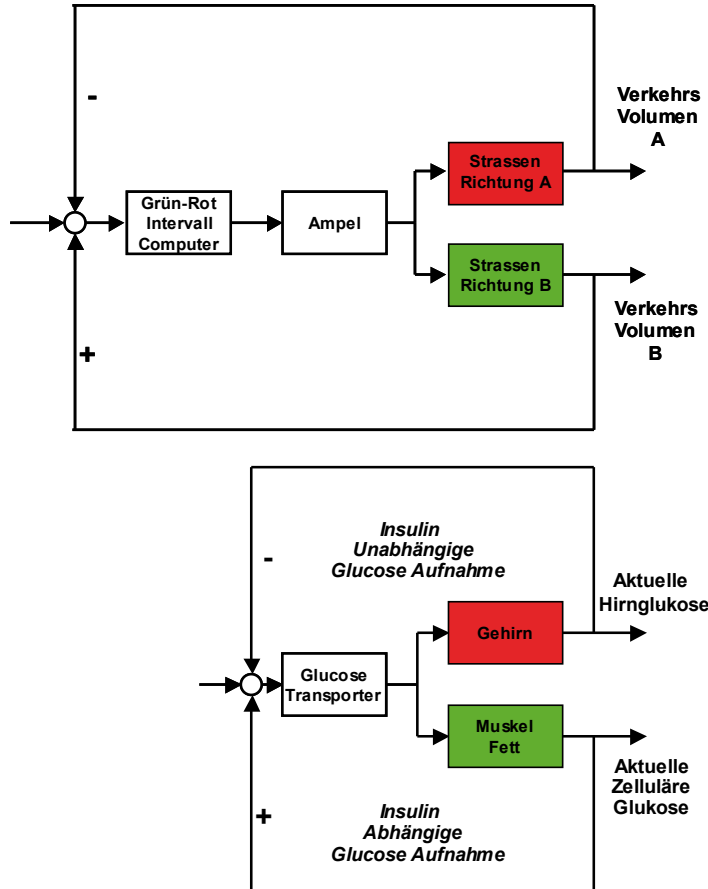 -
Verkehrs
Volumen
A
Strassen
Richtung A
Grün-Rot
Intervall
Computer
Ampel
Strassen
Richtung B
Verkehrs
Volumen
B
+
Insulin
Unabhängige
Glucose Aufnahme
-
Aktuelle
Hirnglukose
Gehirn
Glucose
Transporter
Muskel
Fett
Aktuelle
Zelluläre
Glukose
+
Insulin
Abhängige
Glucose Aufnahme